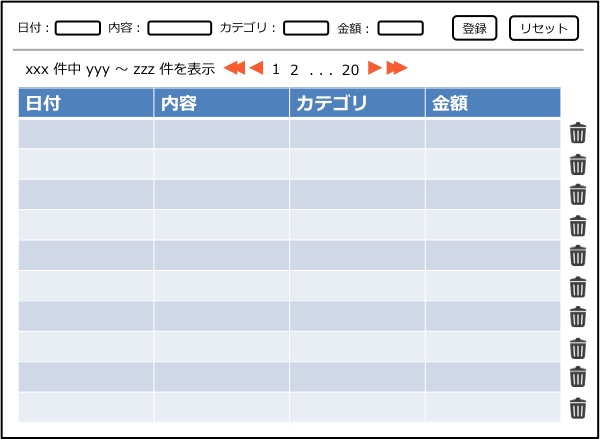 日付： 内容： カテゴリ： 金額： 登録 リセット
xxx 件中 yyy ～ zzz 件を表示 1 2 ... 20
日付 内容 カテゴリ 金額